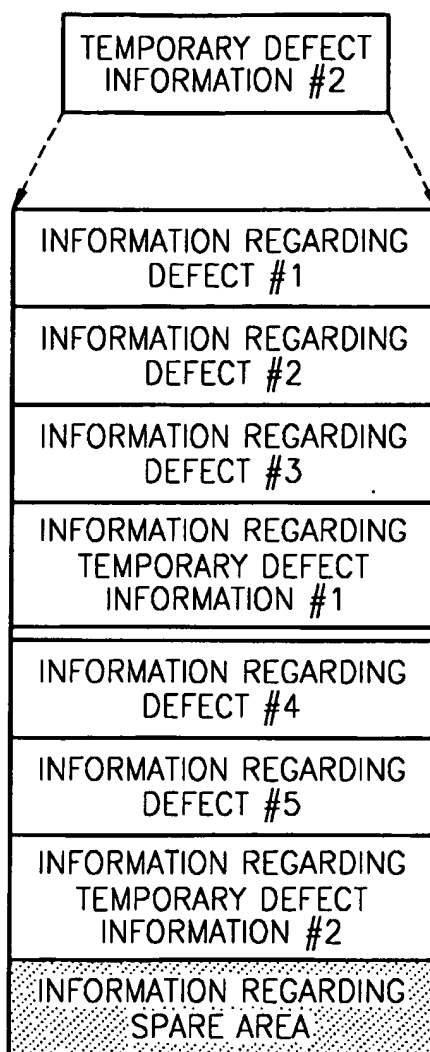 TEMPORARY DEFECT
INFORMATION #2
INFORMATION REGARDING
DEFECT #1
INFORMATION REGARDING
DEFECT #2
INFORMATION REGARDING
DEFECT #3
INFORMATION REGARDING
TEMPORARY DEFECT
INFORMATION #1
INFORMATION REGARDING
DEFECT #4
INFORMATION REGARDING
DEFECT #5
INFORMATION REGARDING
TEMPORARY DEFECT
INFORMATION #2
INFORMATION REGARDING
SPARE AREA